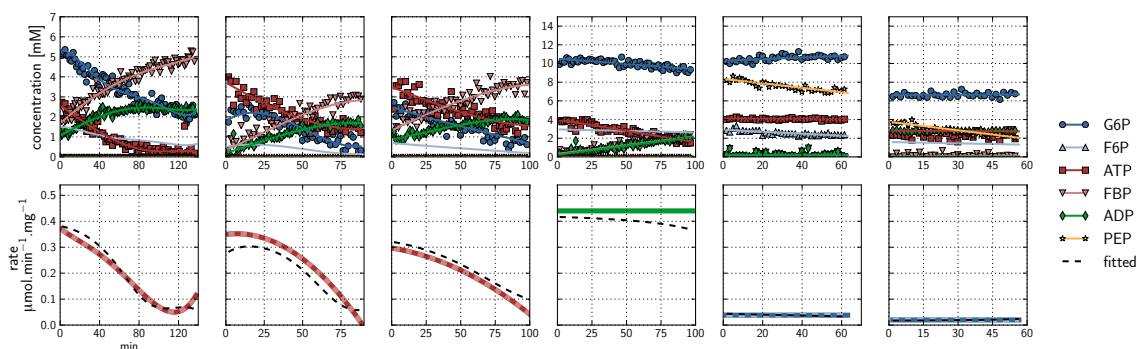 7
6
5
4
3
2
1
0
concentration [mM]
0 40 80 120
0 25 50 75
0 25 50 75 100
14
12
10
8
6
4
2
0
0 25 50 75 100
0 20 40 60
0 15 30 45 60
0.5
0.4
0.3
0.2
0.1
0.0
rate
μmol.min⁻¹.mg⁻¹
0 40 80 120
min
0 25 50 75
0 25 50 75 100
0 25 50 75 100
0 20 40 60
0 15 30 45 60
G6P
F6P
ATP
FBP
ADP
PEP
fitted